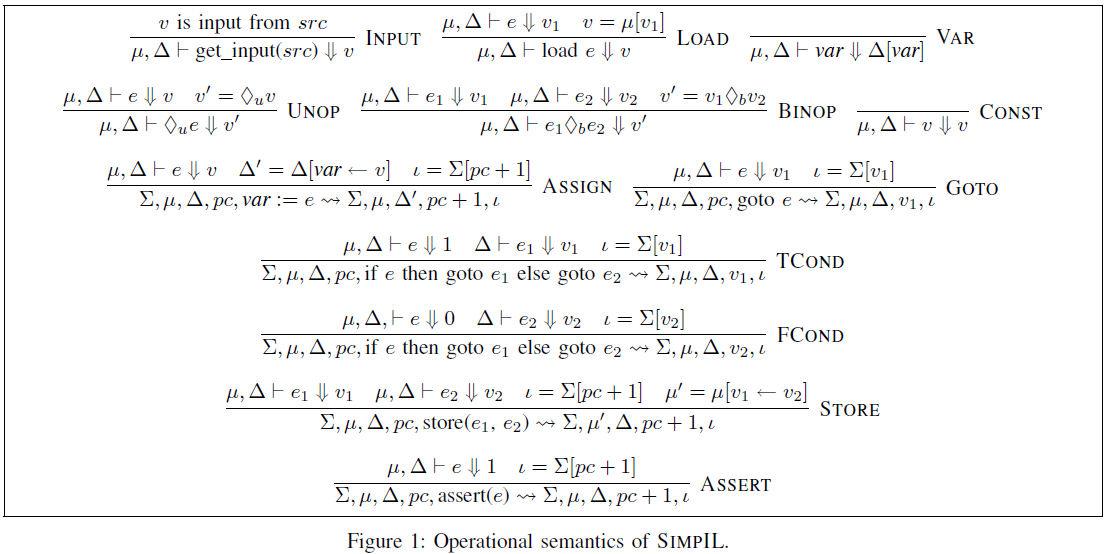 v is input from src
μ, Δ ⊢ get_input(src) ⇓ v INPUT
μ, Δ ⊢ e ⇓ v₁ v = μ[v₁]
μ, Δ ⊢ load e ⇓ v LOAD
μ, Δ ⊢ var ⇓ Δ[var] VAR
μ, Δ ⊢ e ⇓ v v′ = ◊ᵤv
μ, Δ ⊢ ◊ᵤe ⇓ v′ UNOP
μ, Δ ⊢ e₁ ⇓ v₁ μ, Δ ⊢ e₂ ⇓ v₂ v′ = v₁◊_b v₂
μ, Δ ⊢ e₁◊_b e₂ ⇓ v′ BINOP
μ, Δ ⊢ v ⇓ v CONST
μ, Δ ⊢ e ⇓ v Δ′ = Δ[var ← v] ι = Σ[pc + 1]
Σ, μ, Δ, pc, var := e ⇝ Σ, μ, Δ′, pc + 1, ι ASSIGN
μ, Δ ⊢ e ⇓ v₁ ι = Σ[v₁]
Σ, μ, Δ, pc, goto e ⇝ Σ, μ, Δ, v₁, ι GOTO
μ, Δ ⊢ e ⇓ 1 Δ ⊢ e₁ ⇓ v₁ ι = Σ[v₁]
Σ, μ, Δ, pc, if e then goto e₁ else goto e₂ ⇝ Σ, μ, Δ, v₁, ι TCOND
μ, Δ, ⊢ e ⇓ 0 Δ ⊢ e₂ ⇓ v₂ ι = Σ[v₂]
Σ, μ, Δ, pc, if e then goto e₁ else goto e₂ ⇝ Σ, μ, Δ, v₂, ι FCOND
μ, Δ ⊢ e₁ ⇓ v₁ μ, Δ ⊢ e₂ ⇓ v₂ ι = Σ[pc + 1] μ′ = μ[v₁ ← v₂]
Σ, μ, Δ, pc, store(e₁, e₂) ⇝ Σ, μ′, Δ, pc + 1, ι STORE
μ, Δ ⊢ e ⇓ 1 ι = Σ[pc + 1]
Σ, μ, Δ, pc, assert(e) ⇝ Σ, μ, Δ, pc + 1, ι ASSERT
Figure 1: Operational semantics of SIMPIL.